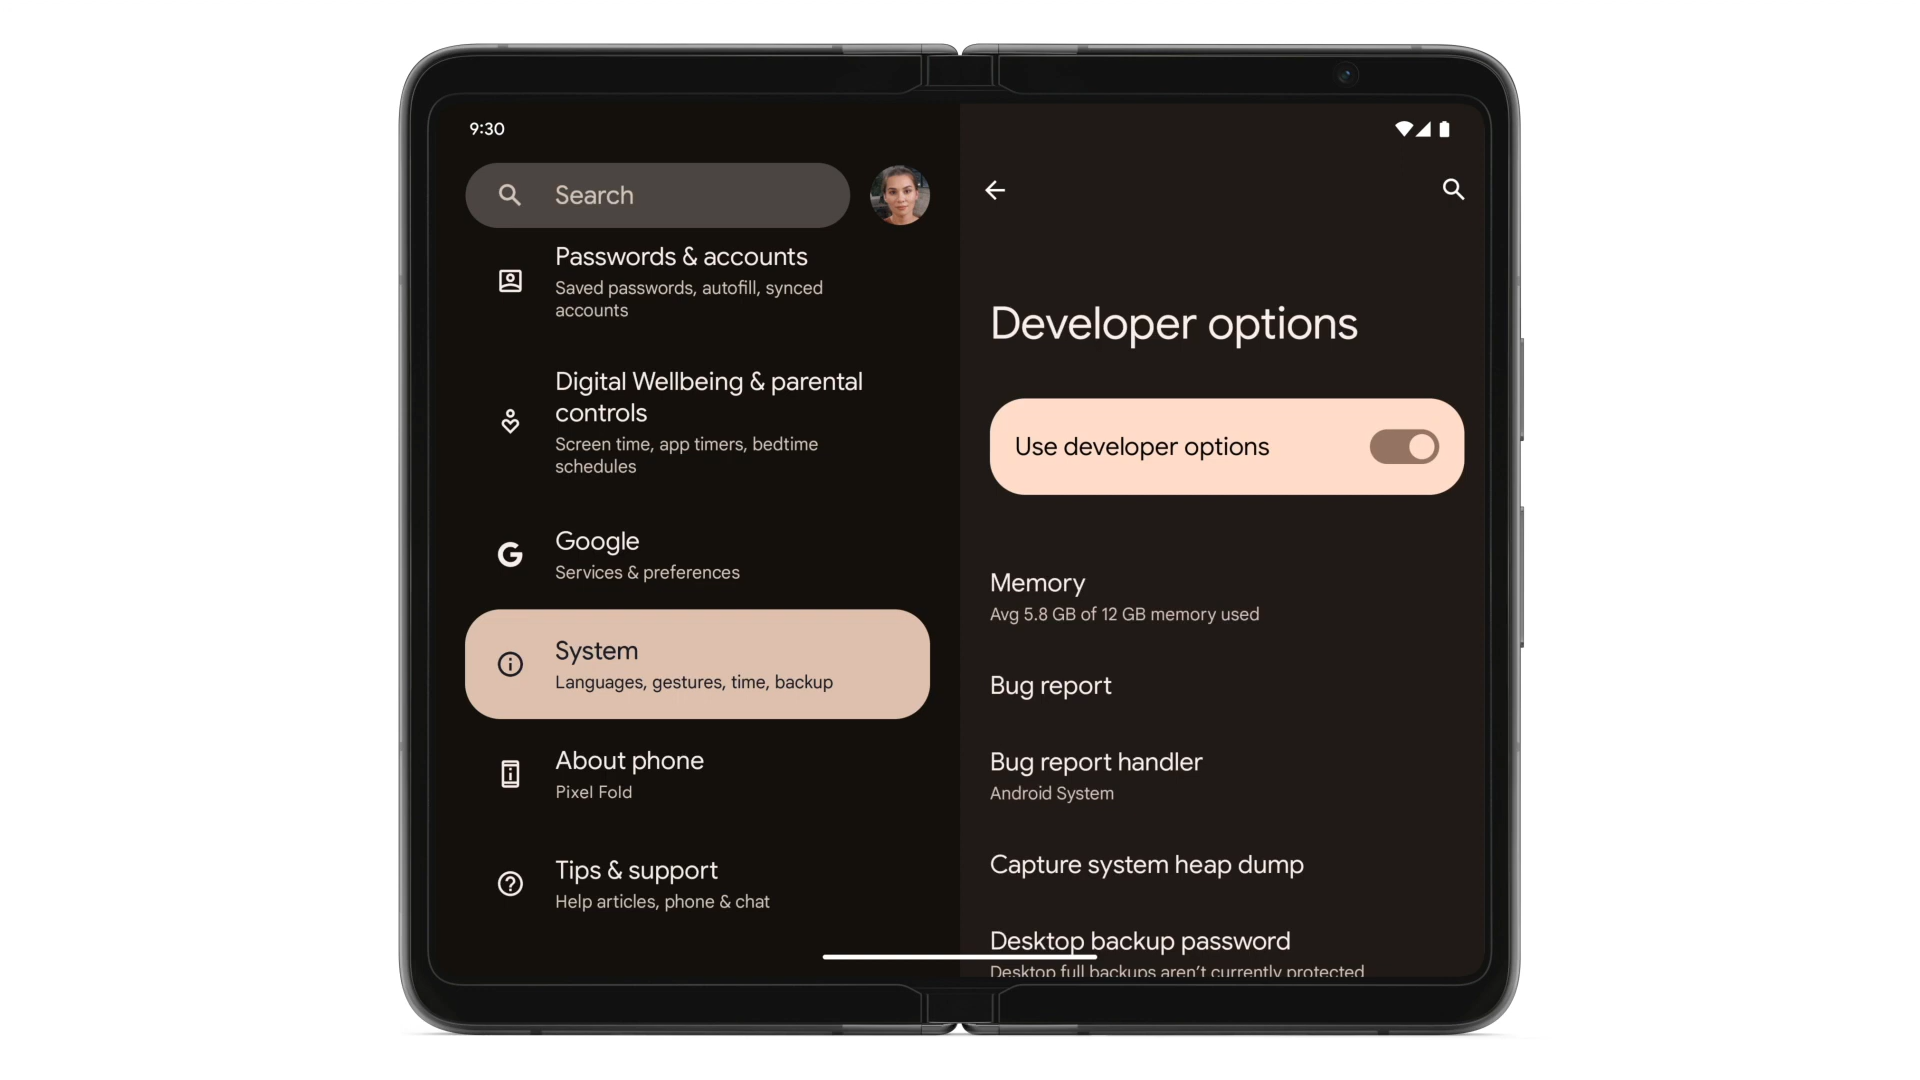 9:30
Search
Passwords & accounts
Saved passwords, autofill, synced
accounts
Digital Wellbeing & parental
controls
Screen time, app timers, bedtime
schedules
Google
Services & preferences
System
Languages, gestures, time, backup
About phone
Pixel Fold
Tips & support
Help articles, phone & chat
Developer options
Use developer options
Memory
Avg 5.8 GB of 12 GB memory used
Bug report
Bug report handler
Android System
Capture system heap dump
Desktop backup password
Desktop full backups aren't currently protected